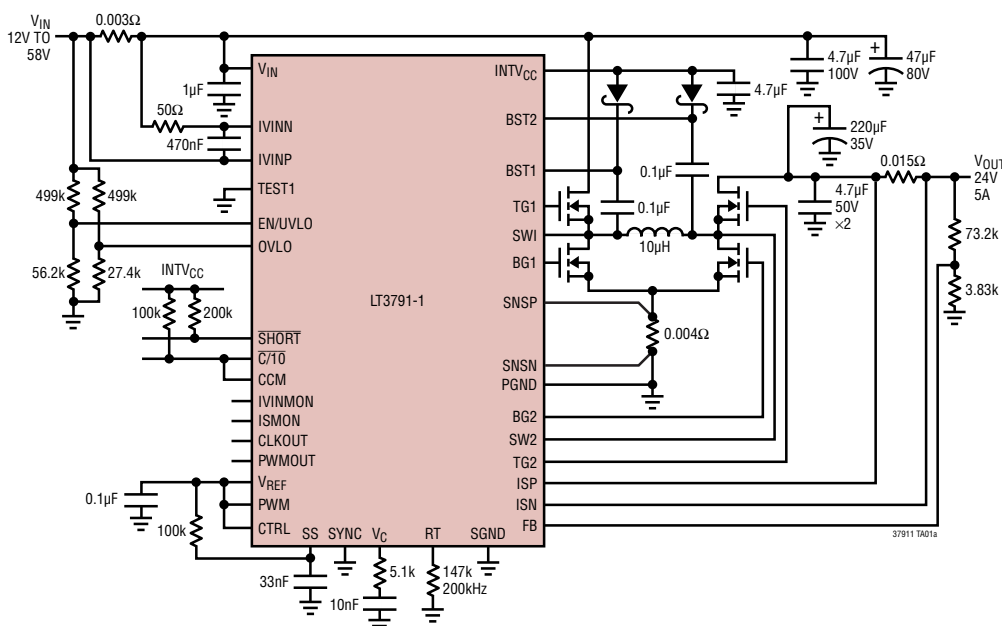 VIN
12V TO
58V
0.003Ω
1µF
50Ω
470nF
499k
499k
56.2k
27.4k
INTVCC
100k
200k
0.1µF
100k
33nF
5.1k
10nF
147k
200kHz
VIN
IVINN
IVINP
TEST1
EN/UVLO
OVLO
SHORT
C/10
CCM
IVINMON
ISMON
CLKOUT
PWMOUT
VREF
PWM
CTRL
SS
SYNC
VC
RT
SGND
LT3791-1
INTVCC
BST2
BST1
TG1
SWI
BG1
SNSP
SNSN
PGND
BG2
SW2
TG2
ISP
ISN
FB
4.7µF
0.1µF
0.1µF
10µH
0.004Ω
4.7µF
100V
47µF
80V
+
220µF
35V
+
0.015Ω
4.7µF
50V
×2
VOUT
24V
5A
73.2k
3.83k
37911 TA01a